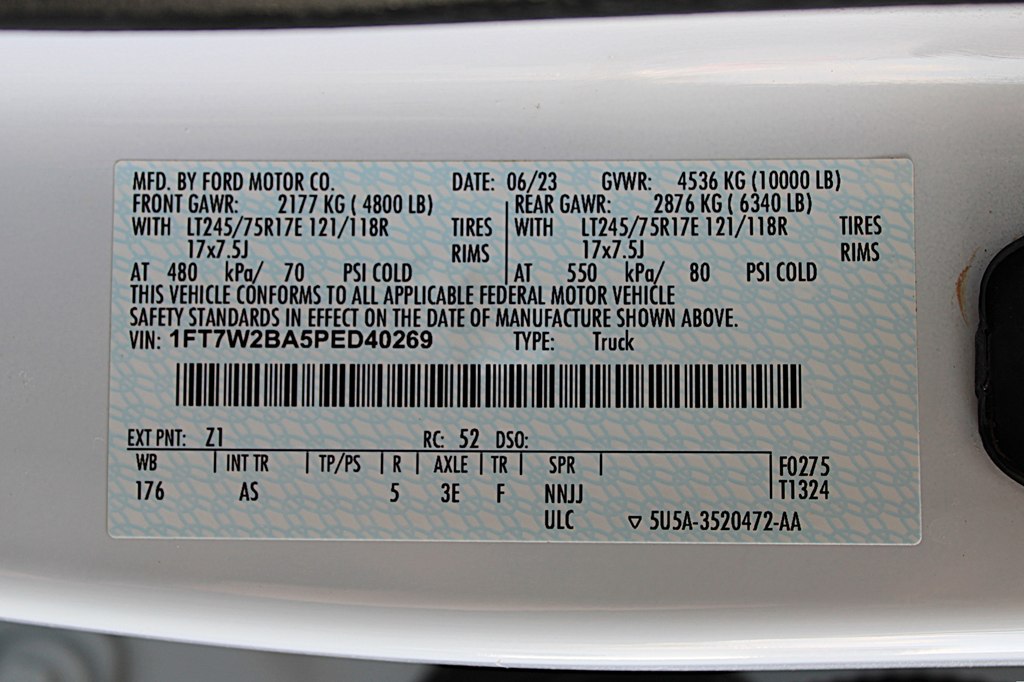 MFD. BY FORD MOTOR CO. DATE: 06/23 GVWR: 4536 KG (10000 LB)
FRONT GAWR: 2177 KG ( 4800 LB) REAR GAWR: 2876 KG ( 6340 LB)
WITH LT245/75R17E 121/118R TIRES WITH LT245/75R17E 121/118R TIRES
17x7.5J RIMS 17x7.5J RIMS
AT 480 kPa/ 70 PSI COLD AT 550 kPa/ 80 PSI COLD
THIS VEHICLE CONFORMS TO ALL APPLICABLE FEDERAL MOTOR VEHICLE
SAFETY STANDARDS IN EFFECT ON THE DATE OF MANUFACTURE SHOWN ABOVE.
VIN: 1FT7W2BA5PED40269 TYPE: Truck
EXT PNT: Z1 RC: 52 DSO:
WB INT TR TP/PS R AXLE TR SPR F0275
176 AS 5 3E F NNJJ T1324
ULC ▽ 5U5A-3520472-AA